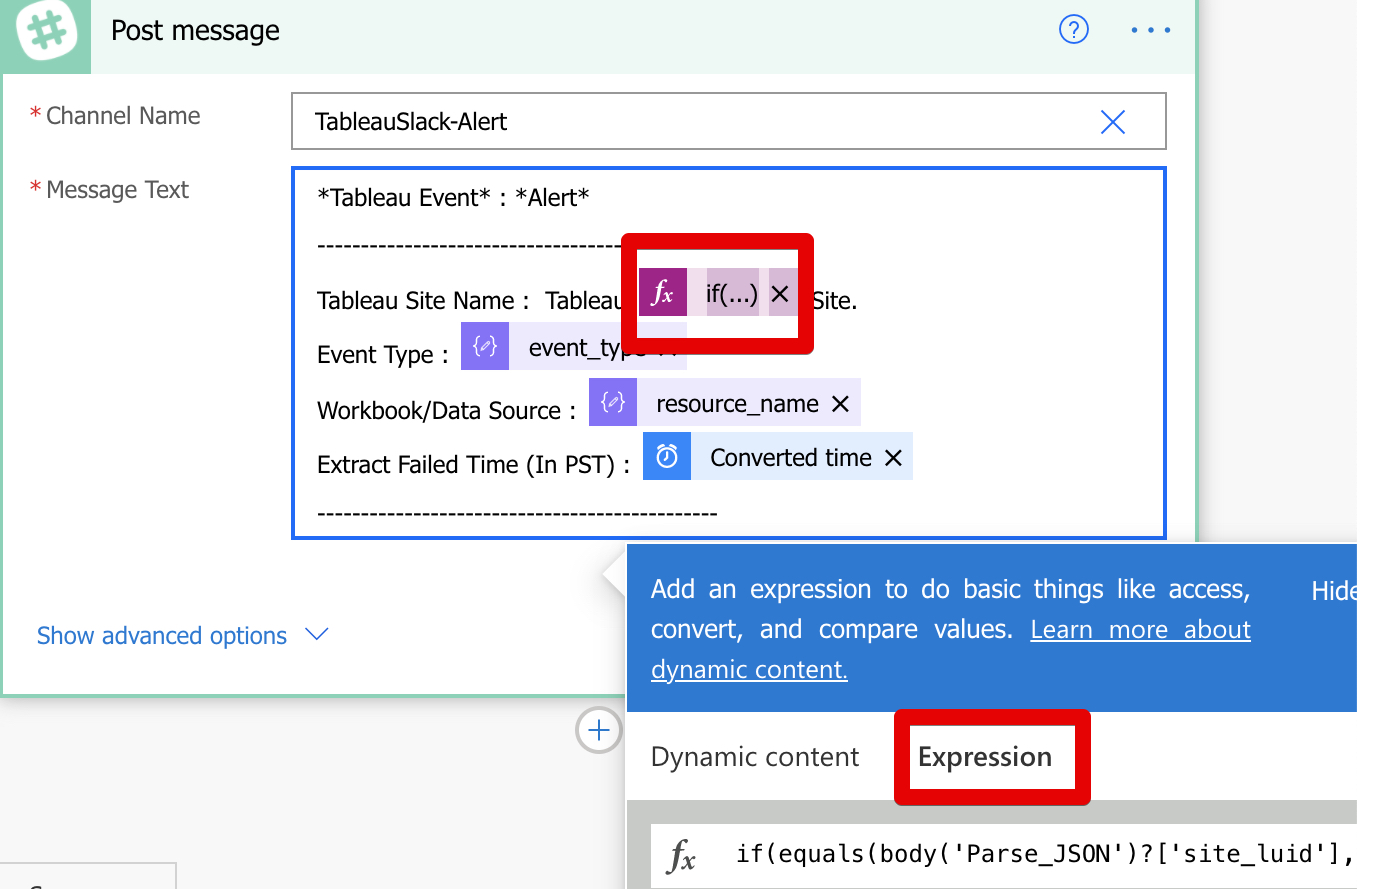 Post message
?
* Channel Name
TableauSlack-Alert
* Message Text
*Tableau Event* : *Alert*
----------------------------------
Tableau Site Name : Tableau fx if(...) Site.
Event Type : event_type
Workbook/Data Source : resource_name
Extract Failed Time (In PST) : Converted time
----------------------------------------------
Show advanced options
Add an expression to do basic things like access,
convert, and compare values. Learn more about
dynamic content.
Hide
Dynamic content
Expression
fx if(equals(body('Parse_JSON')?['site_luid'],